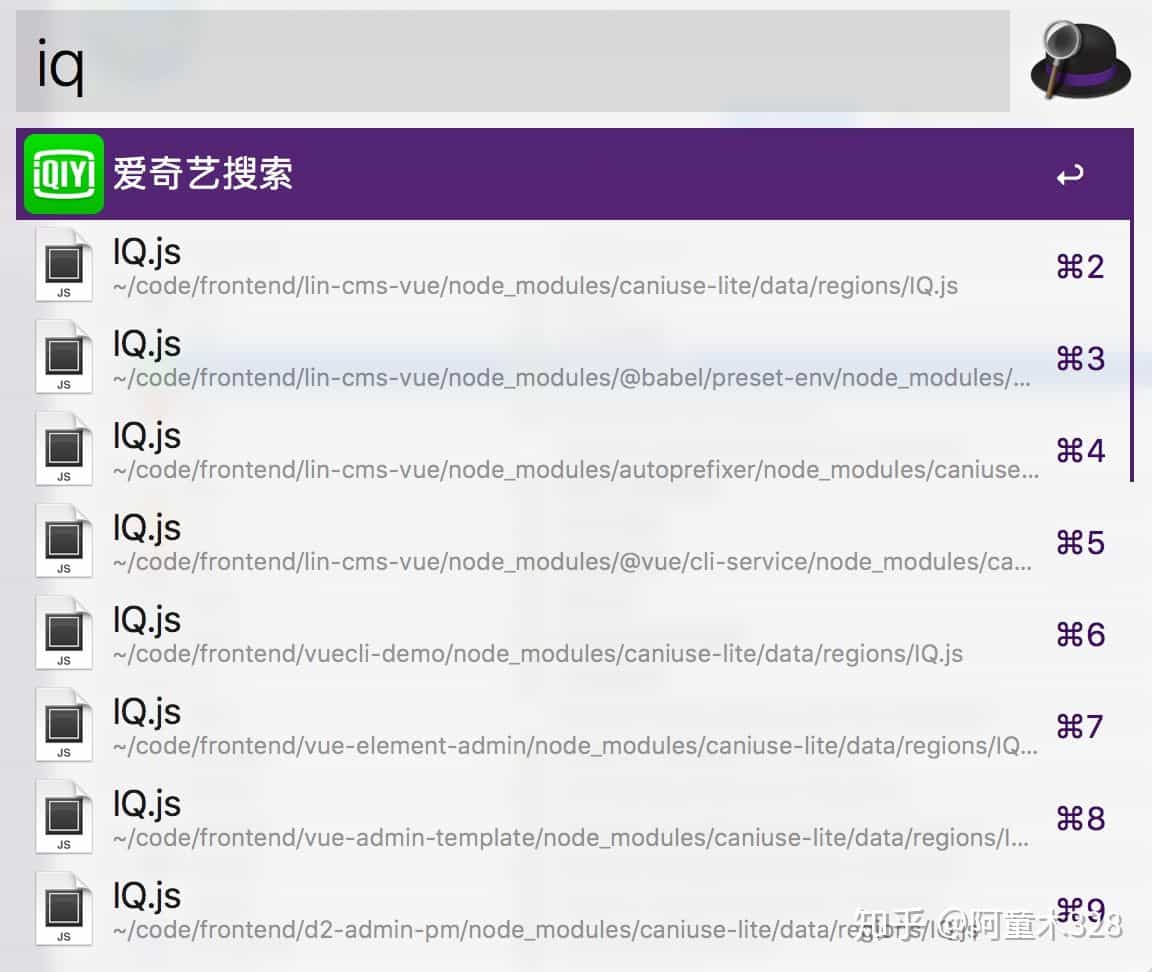 iq
iQIYI
爱奇艺搜索
IQ.js
~/code/frontend/lin-cms-vue/node_modules/caniuse-lite/data/regions/IQ.js
⌘2
JS
IQ.js
~/code/frontend/lin-cms-vue/node_modules/@babel/preset-env/node_modules/...
⌘3
JS
IQ.js
~/code/frontend/lin-cms-vue/node_modules/autoprefixer/node_modules/caniuse...
⌘4
JS
IQ.js
~/code/frontend/lin-cms-vue/node_modules/@vue/cli-service/node_modules/ca...
⌘5
JS
IQ.js
~/code/frontend/vuecli-demo/node_modules/caniuse-lite/data/regions/IQ.js
⌘6
JS
IQ.js
~/code/frontend/vue-element-admin/node_modules/caniuse-lite/data/regions/IQ...
⌘7
JS
IQ.js
~/code/frontend/vue-admin-template/node_modules/caniuse-lite/data/regions/I...
⌘8
JS
IQ.js
~/code/frontend/d2-admin-pm/node_modules/caniuse-lite/data/regions/IQ.js
⌘9
JS
知乎 @阿童木328